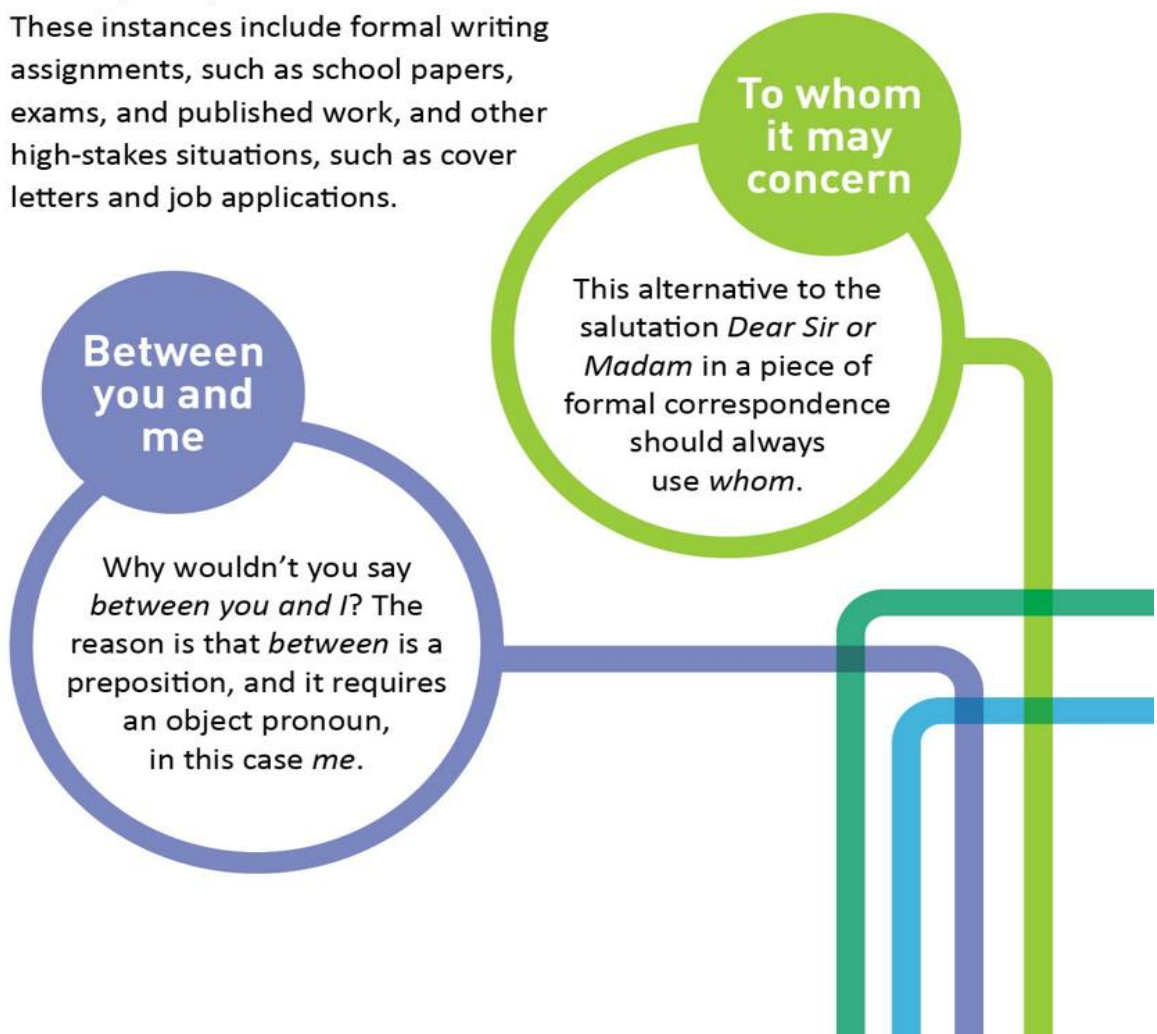 These instances include formal writing
assignments, such as school papers,
exams, and published work, and other
high-stakes situations, such as cover
letters and job applications.
To whom
it may
concern
This alternative to the
salutation Dear Sir or
Madam in a piece of
formal correspondence
should always
use whom.
Between
you and
me
Why wouldn’t you say
between you and I? The
reason is that between is a
preposition, and it requires
an object pronoun,
in this case me.